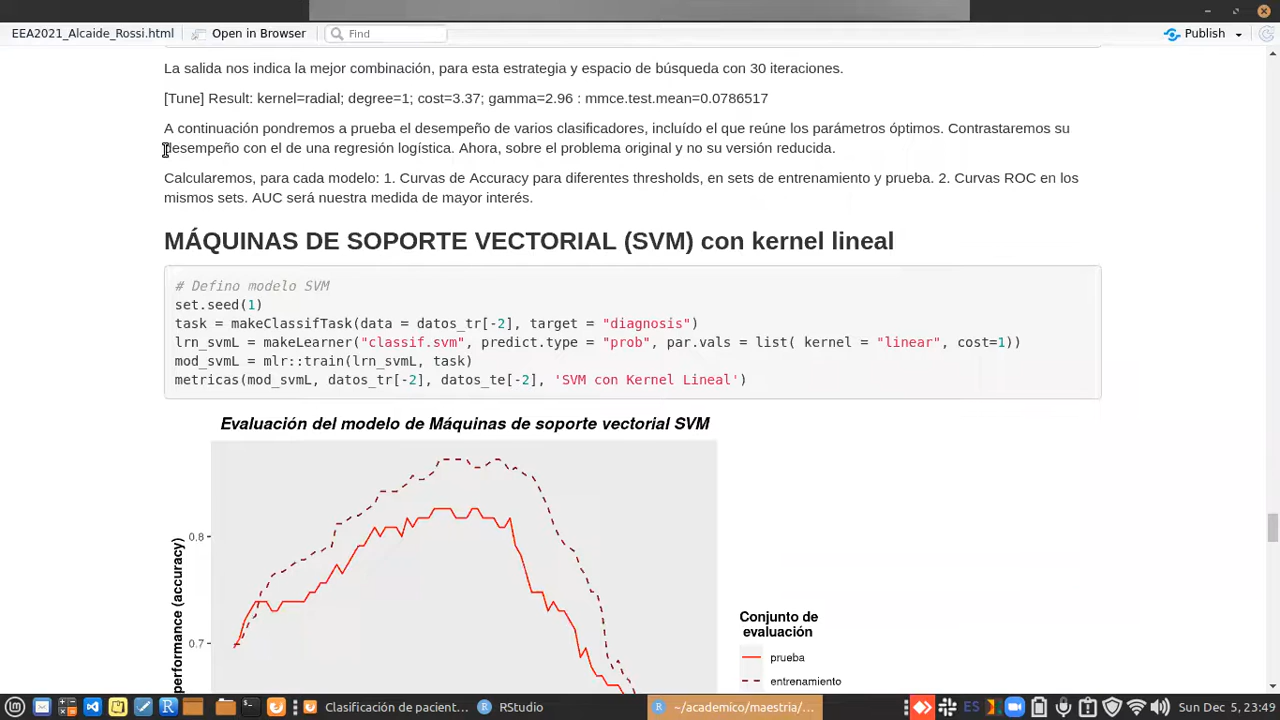 EEA2021_Alcaide_Rossi.html
Open in Browser
Find
Publish
La salida nos indica la mejor combinación, para esta estrategia y espacio de búsqueda con 30 iteraciones.
[Tune] Result: kernel=radial; degree=1; cost=3.37; gamma=2.96 : mmce.test.mean=0.0786517
A continuación pondremos a prueba el desempeño de varios clasificadores, incluído el que reúne los parámetros óptimos. Contrastaremos su
desempeño con el de una regresión logística. Ahora, sobre el problema original y no su versión reducida.
Calcularemos, para cada modelo: 1. Curvas de Accuracy para diferentes thresholds, en sets de entrenamiento y prueba. 2. Curvas ROC en los
mismos sets. AUC será nuestra medida de mayor interés.
MÁQUINAS DE SOPORTE VECTORIAL (SVM) con kernel lineal
# Defino modelo SVM
set.seed(1)
task = makeClassifTask(data = datos_tr[-2], target = "diagnosis")
lrn_svmL = makeLearner("classif.svm", predict.type = "prob", par.vals = list( kernel = "linear", cost=1))
mod_svmL = mlr::train(lrn_svmL, task)
metricas(mod_svmL, datos_tr[-2], datos_te[-2], 'SVM con Kernel Lineal')
Evaluación del modelo de Máquinas de soporte vectorial SVM
0.8
0.7
performance (accuracy)
Conjunto de
evaluación
prueba
entrenamiento
Clasificación de pacient...
RStudio
~/academico/maestria/...
ES
Sun Dec 5, 23:49